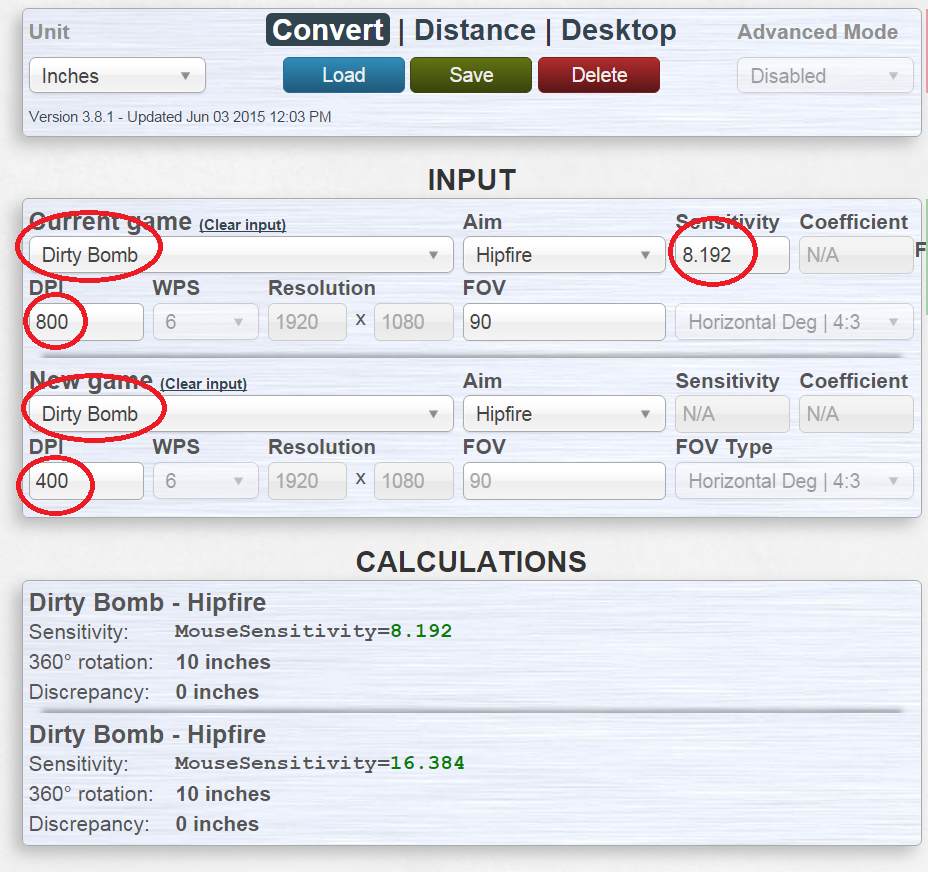 Unit
Convert | Distance | Desktop
Advanced Mode
Inches
Load
Save
Delete
Disabled
Version 3.8.1 - Updated Jun 03 2015 12:03 PM
INPUT
Current game (Clear input)
Aim
Sensitivity
Coefficient
Dirty Bomb
Hipfire
8.192
N/A
F
DPI
WPS
Resolution
FOV
800
6
1920 x 1080
90
Horizontal Deg | 4:3
New game (Clear input)
Aim
Sensitivity
Coefficient
Dirty Bomb
Hipfire
N/A
N/A
DPI
WPS
Resolution
FOV
FOV Type
400
6
1920 x 1080
90
Horizontal Deg | 4:3
CALCULATIONS
Dirty Bomb - Hipfire
Sensitivity: MouseSensitivity=8.192
360° rotation: 10 inches
Discrepancy: 0 inches
Dirty Bomb - Hipfire
Sensitivity: MouseSensitivity=16.384
360° rotation: 10 inches
Discrepancy: 0 inches